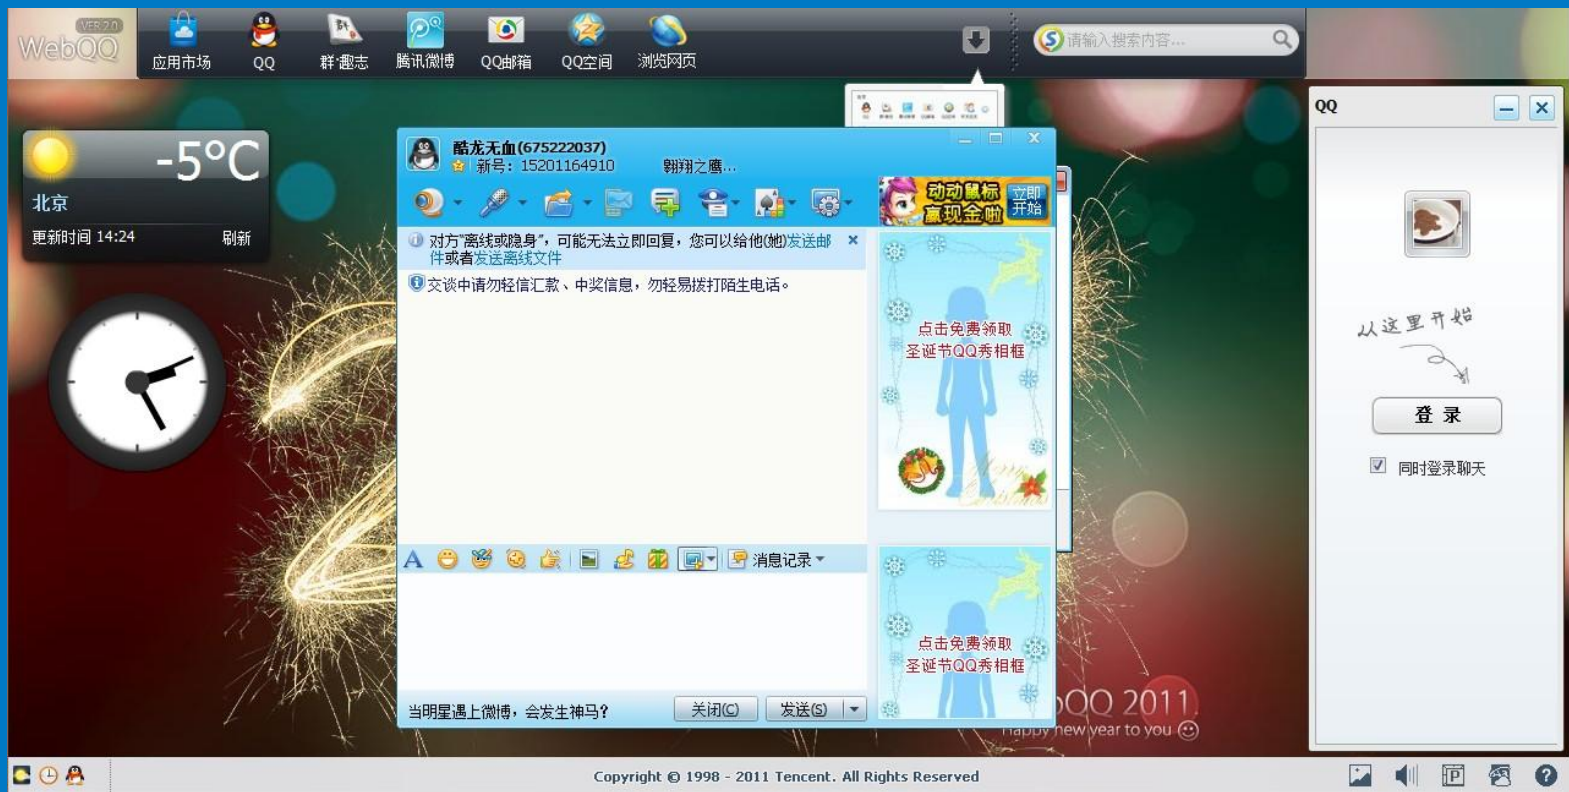 WebQQ VER 2.0
应用市场
QQ
群·趣志
腾讯微博
QQ邮箱
QQ空间
浏览网页
请输入搜索内容...
-5°C
北京
更新时间 14:24 刷新
酷龙无血(675222037)
新号：15201164910 翱翔之鹰...
动动鼠标
赢现金啦
立即
开始
对方"离线或隐身"，可能无法立即回复，您可以给他(她)发送邮
件或者发送离线文件
交谈中请勿轻信汇款、中奖信息，勿轻易拨打陌生电话。
点击免费领取
圣诞节QQ秀相框
Merry
Christmas
消息记录
点击免费领取
圣诞节QQ秀相框
当明星遇上微博，会发生神马？
关闭(C)
发送(S)
QQ
从这里开始
登 录
同时登录聊天
bQQ 2011
Happy new year to you
Copyright © 1998 - 2011 Tencent. All Rights Reserved